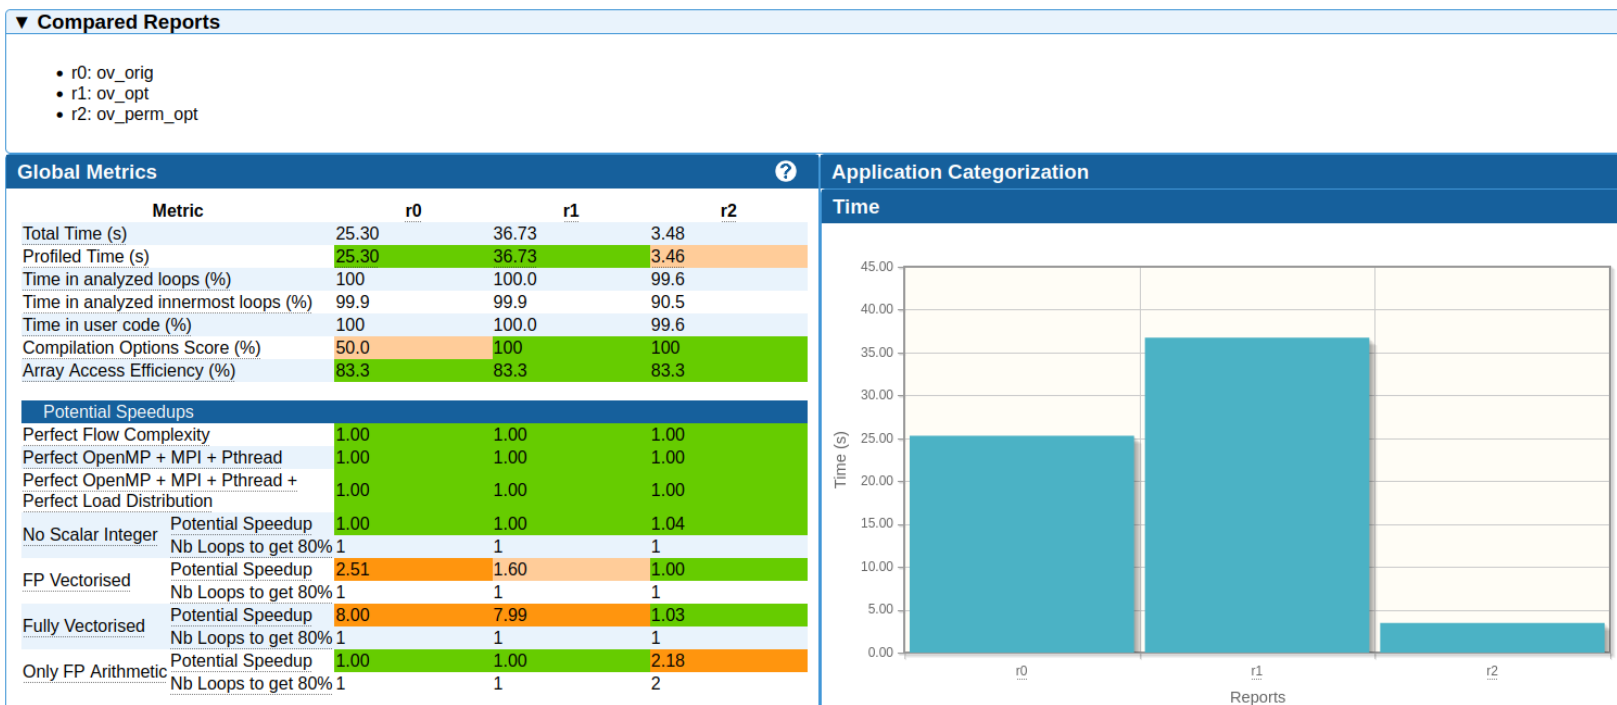 ▼ Compared Reports
• r0: ov_orig
• r1: ov_opt
• r2: ov_perm_opt
Global Metrics ?
Metric r0 r1 r2
Total Time (s) 25.30 36.73 3.48
Profiled Time (s) 25.30 36.73 3.46
Time in analyzed loops (%) 100 100.0 99.6
Time in analyzed innermost loops (%) 99.9 99.9 90.5
Time in user code (%) 100 100.0 99.6
Compilation Options Score (%) 50.0 100 100
Array Access Efficiency (%) 83.3 83.3 83.3
Potential Speedups
Perfect Flow Complexity 1.00 1.00 1.00
Perfect OpenMP + MPI + Pthread 1.00 1.00 1.00
Perfect OpenMP + MPI + Pthread +
Perfect Load Distribution 1.00 1.00 1.00
No Scalar Integer Potential Speedup 1.00 1.00 1.04
Nb Loops to get 80% 1 1 1
FP Vectorised Potential Speedup 2.51 1.60 1.00
Nb Loops to get 80% 1 1 1
Fully Vectorised Potential Speedup 8.00 7.99 1.03
Nb Loops to get 80% 1 1 1
Only FP Arithmetic Potential Speedup 1.00 1.00 2.18
Nb Loops to get 80% 1 1 2
Application Categorization
Time
45.00
40.00
35.00
30.00
25.00
20.00
15.00
10.00
5.00
0.00
Time (s)
r0 r1 r2
Reports